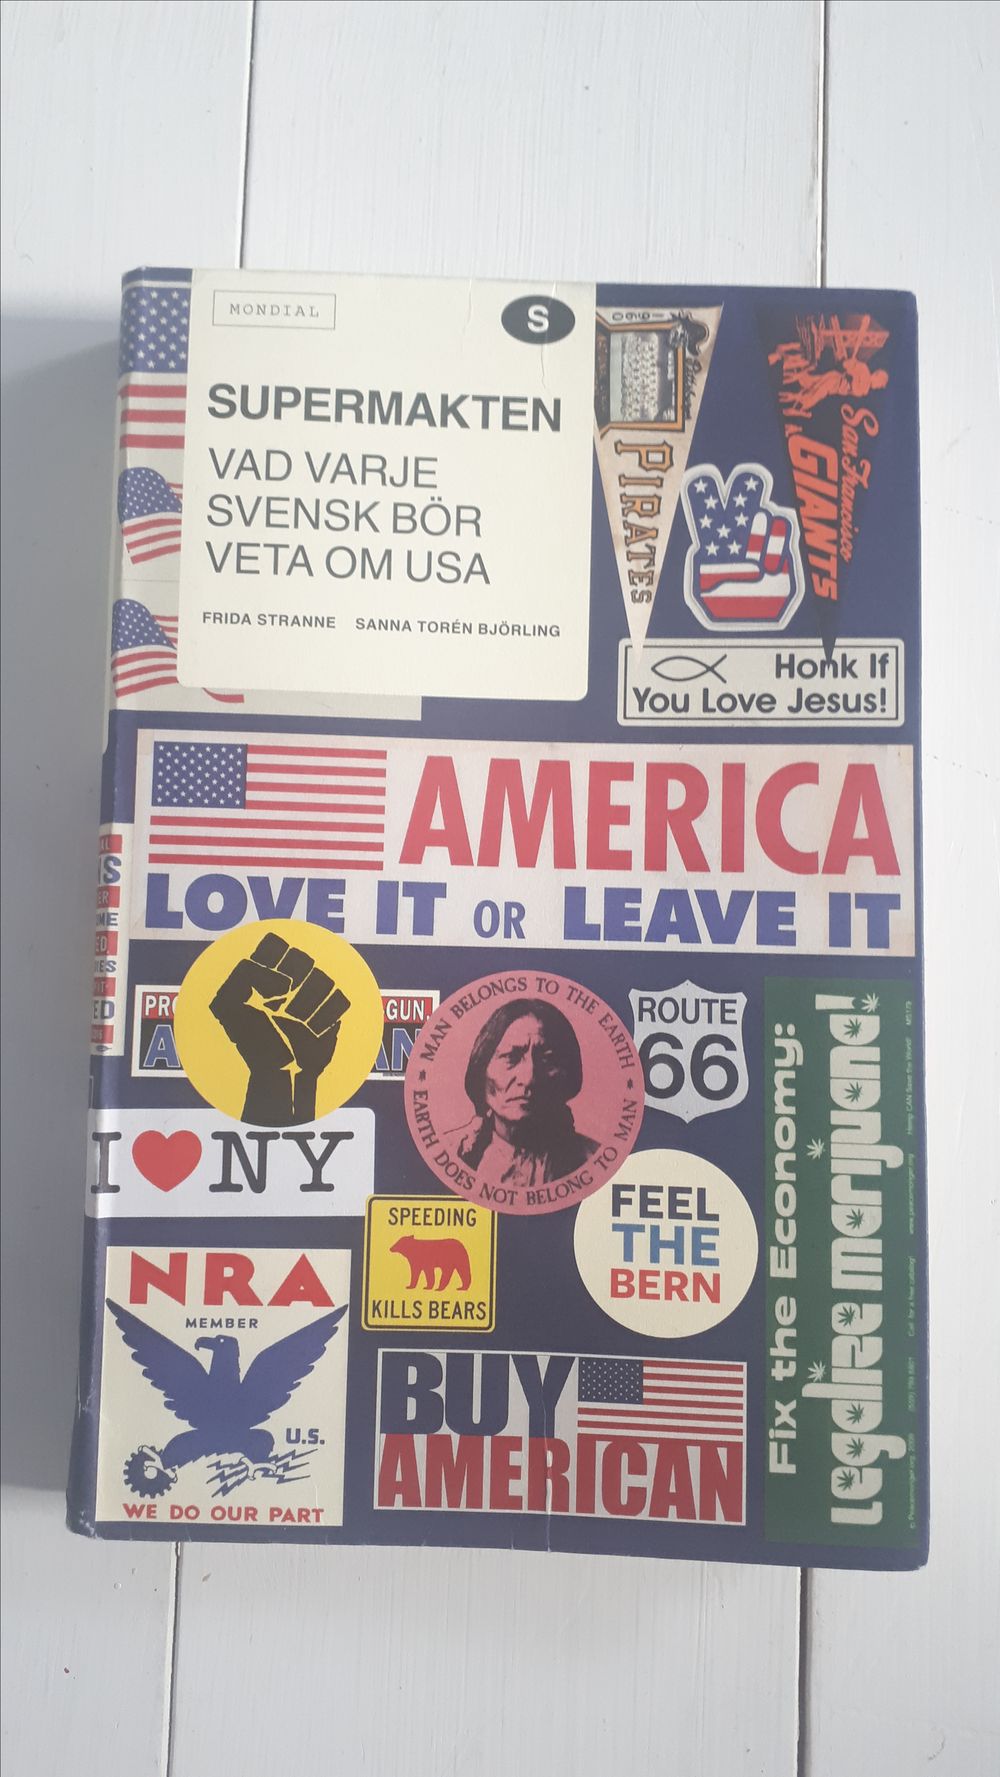 MONDIAL
S
SUPERMAKTEN
VAD VARJE
SVENSK BÖR
VETA OM USA
FRIDA STRANNE SANNA TORÉN BJÖRLING
1960
Pittsburgh
PIRATES
San Francisco
GIANTS
Honk If
You Love Jesus!
AMERICA
LOVE IT OR LEAVE IT
GUN.
MAN BELONGS TO THE EARTH
EARTH DOES NOT BELONG TO MAN
ROUTE
66
I NY
SPEEDING
KILLS BEARS
FEEL
THE
BERN
NRA
MEMBER
U.S.
WE DO OUR PART
BUY
AMERICAN
Fix the Economy:
Legalize marijuana!